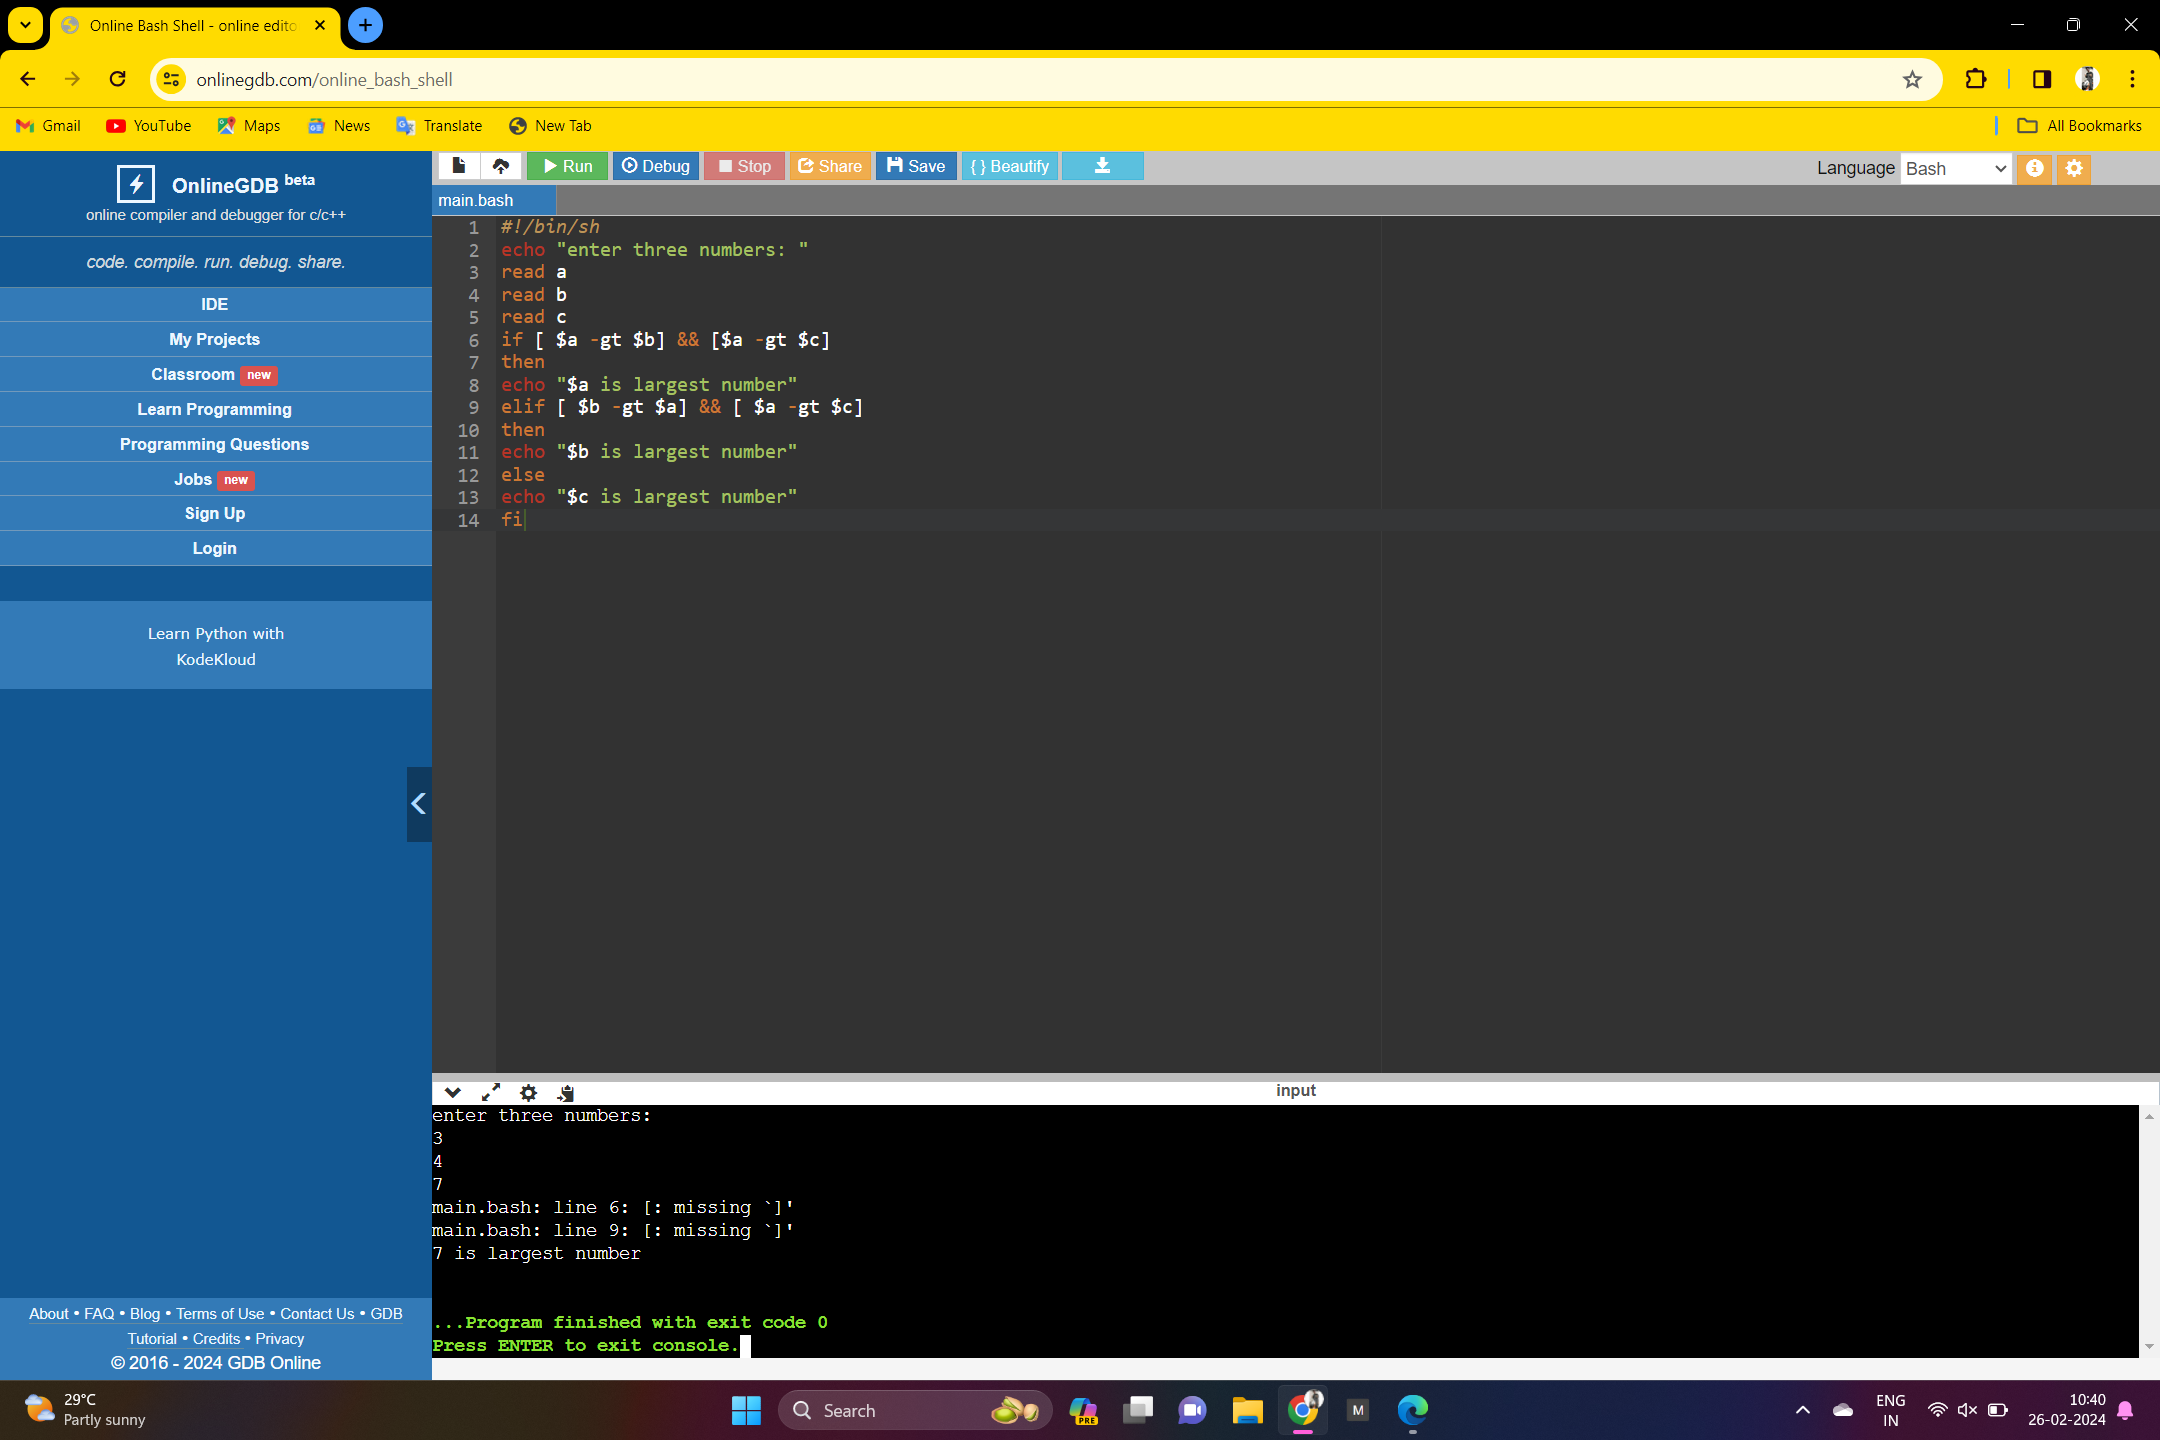 Online Bash Shell - online edito
onlinegdb.com/online_bash_shell
Gmail YouTube Maps News Translate New Tab All Bookmarks
OnlineGDB beta
online compiler and debugger for c/c++
code. compile. run. debug. share.
IDE
My Projects
Classroom new
Learn Programming
Programming Questions
Jobs new
Sign Up
Login
Learn Python with
KodeKloud
About • FAQ • Blog • Terms of Use • Contact Us • GDB
Tutorial • Credits • Privacy
© 2016 - 2024 GDB Online
Run Debug Stop Share Save { } Beautify Language Bash
main.bash
1 #!/bin/sh
2 echo "enter three numbers: "
3 read a
4 read b
5 read c
6 if [ $a -gt $b] && [$a -gt $c]
7 then
8 echo "$a is largest number"
9 elif [ $b -gt $a] && [ $a -gt $c]
10 then
11 echo "$b is largest number"
12 else
13 echo "$c is largest number"
14 fi
input
enter three numbers:
3
4
7
main.bash: line 6: [: missing `]'
main.bash: line 9: [: missing `]'
7 is largest number
...Program finished with exit code 0
Press ENTER to exit console.
29°C
Partly sunny
Search
PRE
M
ENG
IN
10:40
26-02-2024